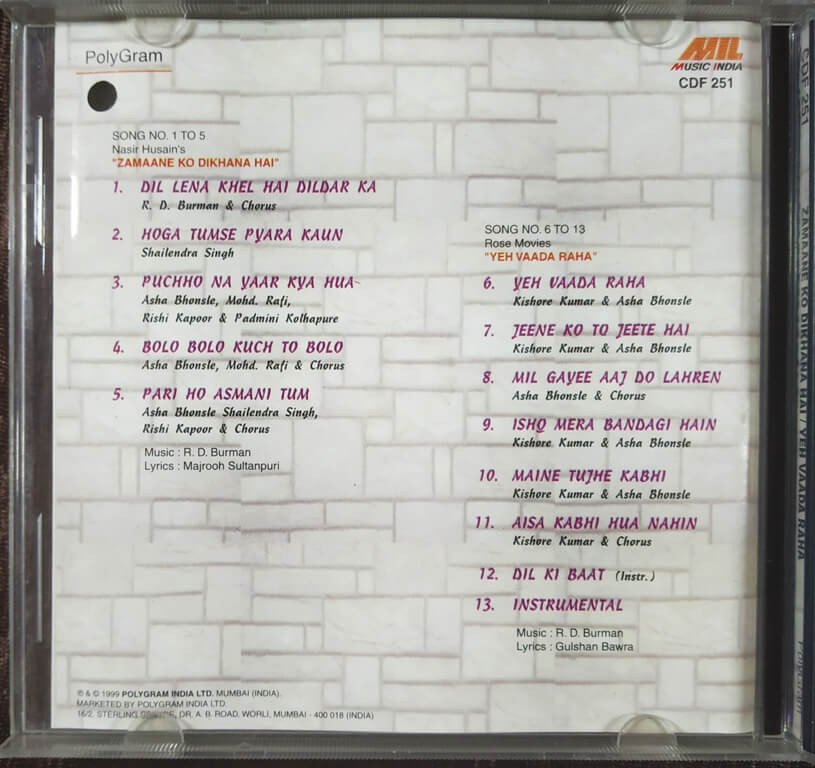 PolyGram
MIL
MUSIC INDIA
CDF 251
SONG NO. 1 TO 5
Nasir Husain's
"ZAMAANE KO DIKHANA HAI"
1. DIL LENA KHEL HAI DILDAR KA
R. D. Burman & Chorus
2. HOGA TUMSE PYARA KAUN
Shailendra Singh
3. PUCHHO NA YAAR KYA HUA
Asha Bhonsle, Mohd. Rafi,
Rishi Kapoor & Padmini Kolhapure
4. BOLO BOLO KUCH TO BOLO
Asha Bhonsle, Mohd. Rafi & Chorus
5. PARI HO ASMANI TUM
Asha Bhonsle Shailendra Singh,
Rishi Kapoor & Chorus
Music : R. D. Burman
Lyrics : Majrooh Sultanpuri
SONG NO. 6 TO 13
Rose Movies
"YEH VAADA RAHA"
6. YEH VAADA RAHA
Kishore Kumar & Asha Bhonsle
7. JEENE KO TO JEETE HAI
Kishore Kumar & Asha Bhonsle
8. MIL GAYEE AAJ DO LAHREN
Asha Bhonsle & Chorus
9. ISHQ MERA BANDAGI HAIN
Kishore Kumar & Asha Bhonsle
10. MAINE TUJHE KABHI
Kishore Kumar & Asha Bhonsle
11. AISA KABHI HUA NAHIN
Kishore Kumar & Chorus
12. DIL KI BAAT (Instr.)
13. INSTRUMENTAL
Music : R. D. Burman
Lyrics : Gulshan Bawra
℗ & © 1999 POLYGRAM INDIA LTD. MUMBAI (INDIA).
MARKETED BY POLYGRAM INDIA LTD.
16/2, STERLING DR. A. B. ROAD, WORLI, MUMBAI - 400 018 (INDIA)
CDF 251
ZAMAANE KO DIKHANA HAI / YEH VAADA RAHA
PolyGram